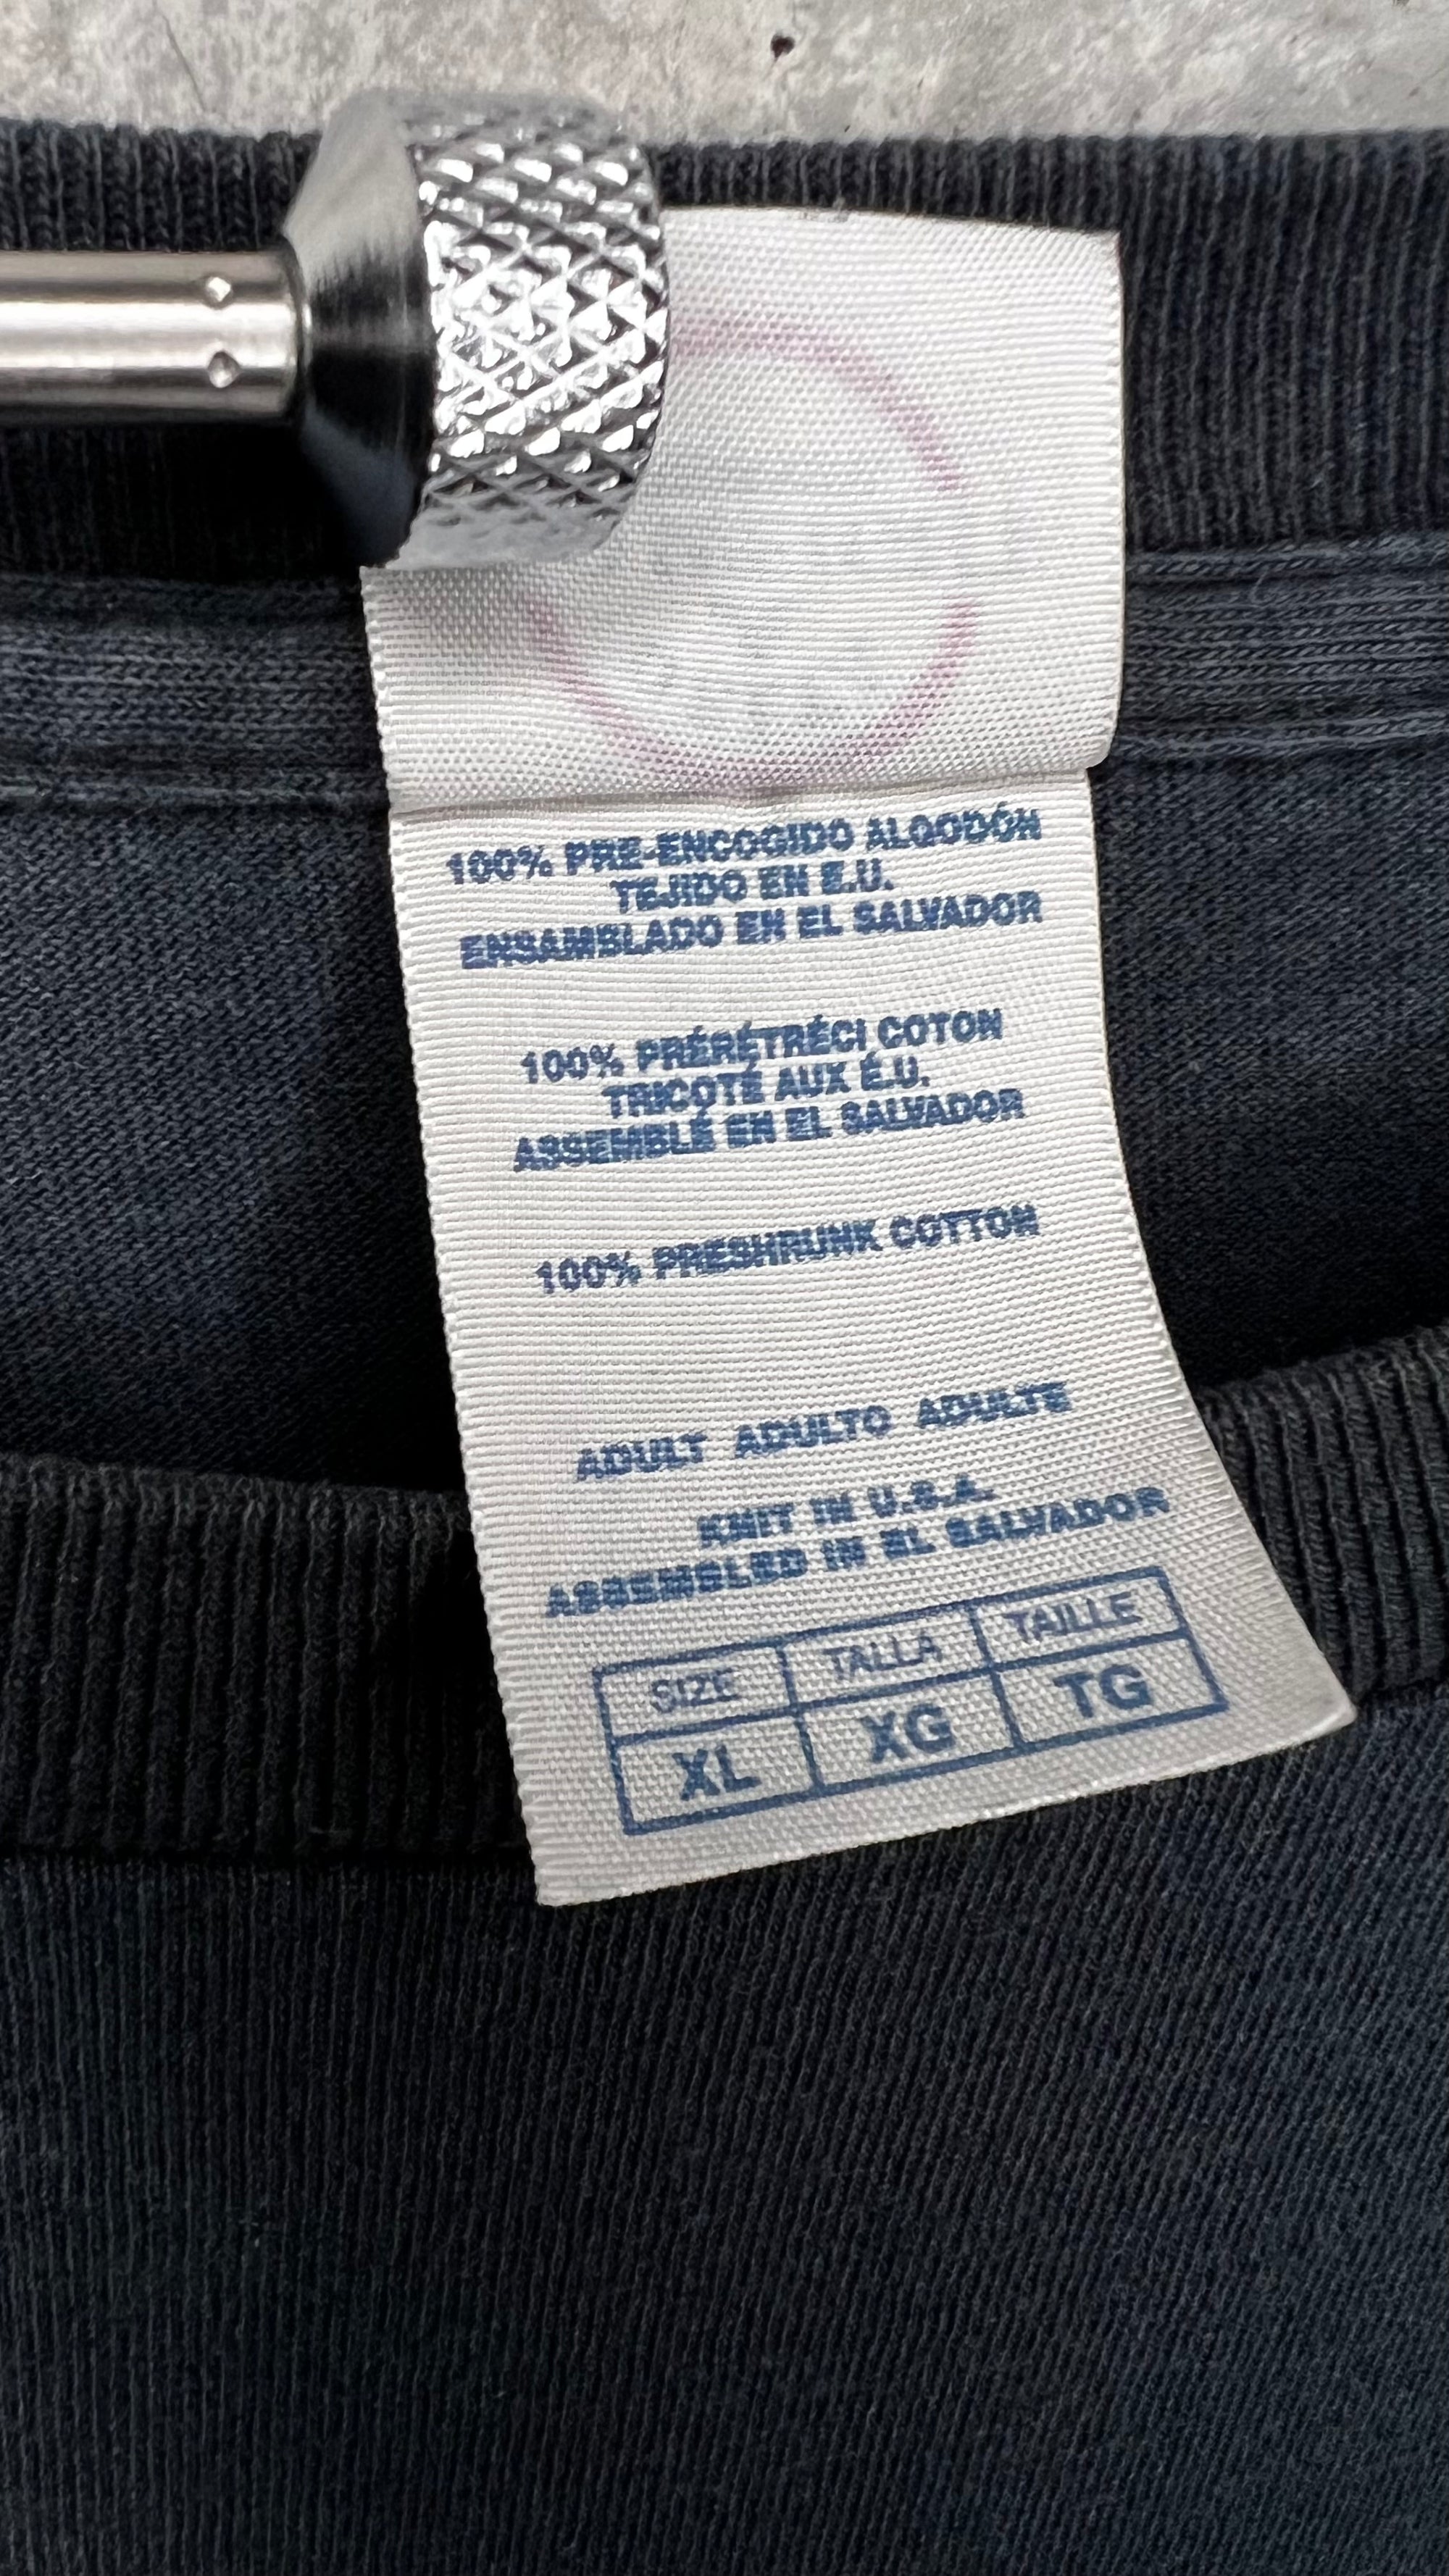 100% PRE-ENCOGIDO ALGODÓN
TEJIDO EN E.U.
ENSAMBLADO EN EL SALVADOR
100% PRÉRÉTRÉCI COTON
TRICOTÉ AUX É.U.
ASSEMBLÉ EN EL SALVADOR
100% PRESHRUNK COTTON
ADULT ADULTO ADULTE
KNIT IN U.S.A.
ASSEMBLED IN EL SALVADOR
SIZE TALLA TAILLE
XL XG TG